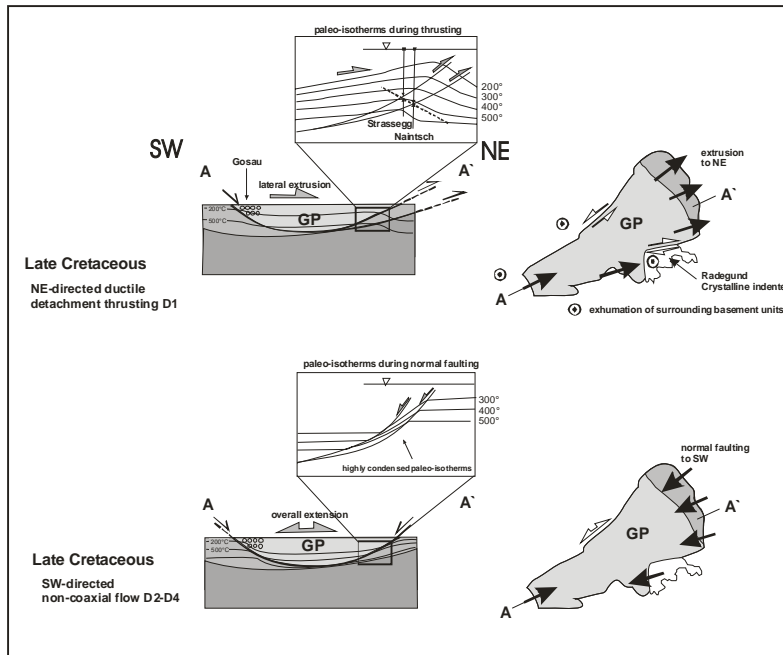 paleo-isotherms during thrusting
200°
300°
400°
500°
Strassegg
Naintsch
SW
NE
A
Gosau
lateral extrusion
A`
200°C
500°C
GP
Late Cretaceous
NE-directed ductile
detachment thrusting D1
extrusion
to NE
A`
GP
A
Radegund
Crystalline indente
exhumation of surrounding basement units
paleo-isotherms during normal faulting
300°
400°
500°
highly condensed paleo-isotherms
A
overall extension
A`
200°C
500°C
GP
Late Cretaceous
SW-directed
non-coaxial flow D2-D4
normal faulting
to SW
A`
GP
A